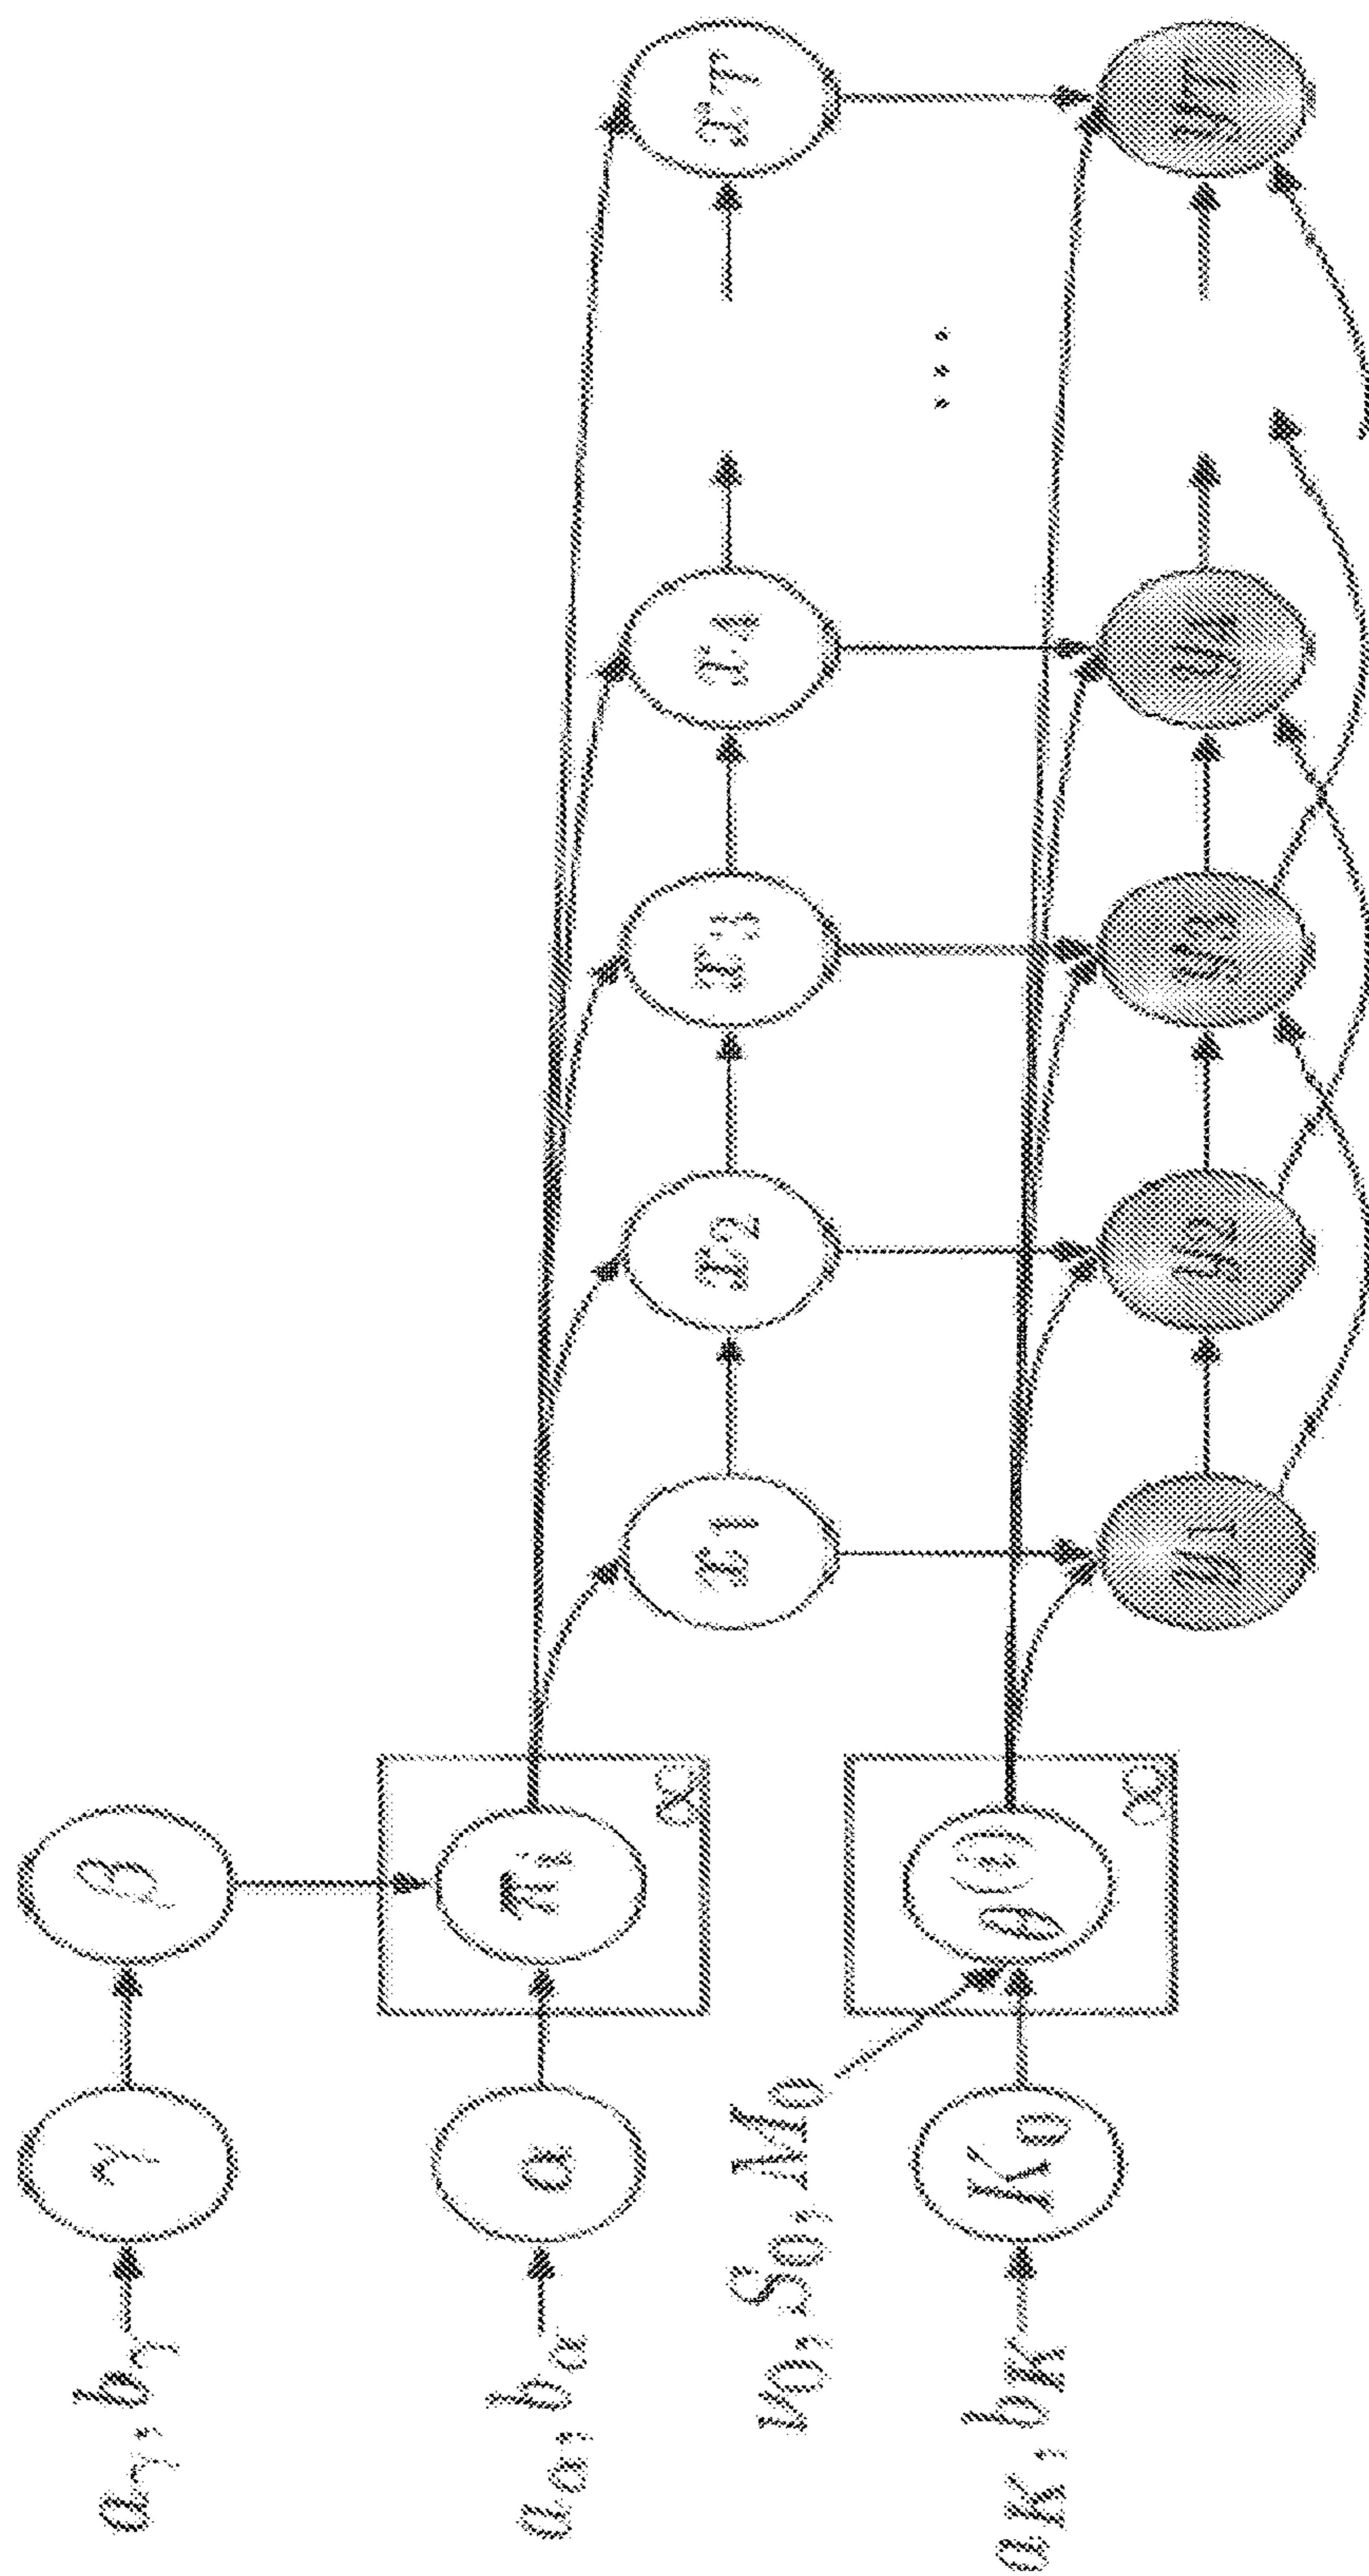 aγ, bγ γ β
aα, bα α πi ∞
x1 x2 x3 x4 ... xT
ν0, S0, M0
aK, bK K0 θ(i) ∞
y1 y2 y3 y4 yT